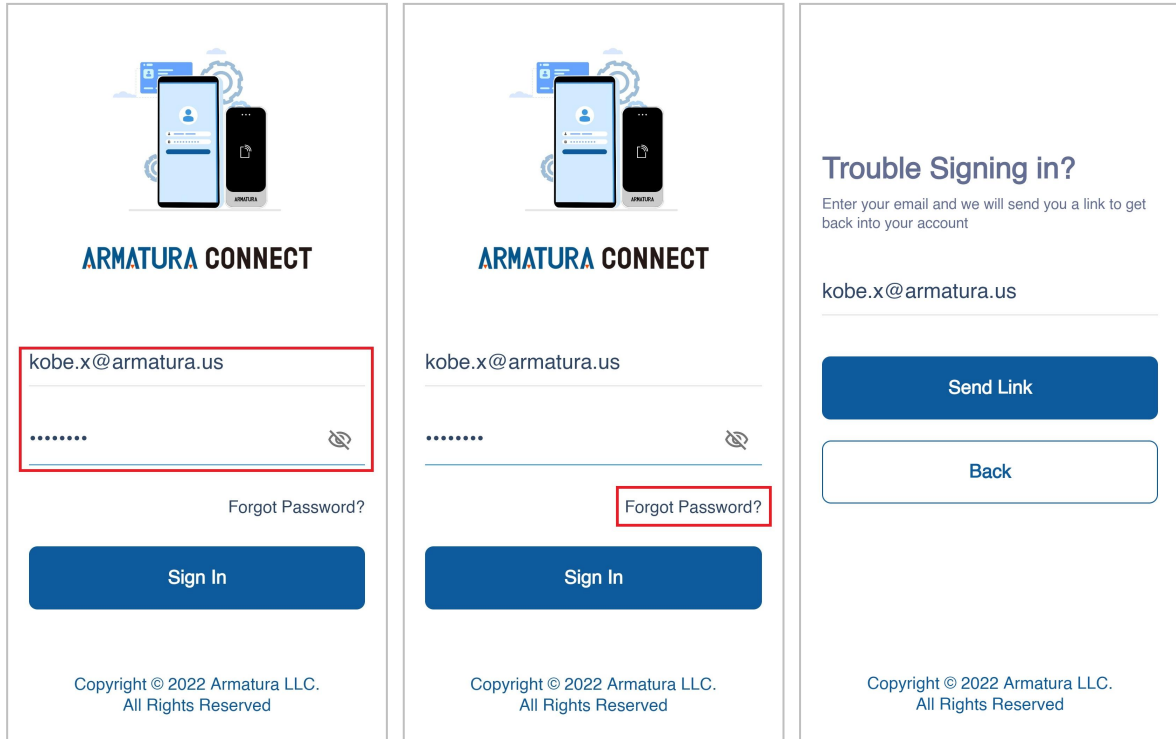 ARMATURA
ARMATURA CONNECT
kobe.x@armatura.us
••••••••
Forgot Password?
Sign In
Copyright © 2022 Armatura LLC.
All Rights Reserved
ARMATURA
ARMATURA CONNECT
kobe.x@armatura.us
••••••••
Forgot Password?
Sign In
Copyright © 2022 Armatura LLC.
All Rights Reserved
Trouble Signing in?
Enter your email and we will send you a link to get
back into your account
kobe.x@armatura.us
Send Link
Back
Copyright © 2022 Armatura LLC.
All Rights Reserved